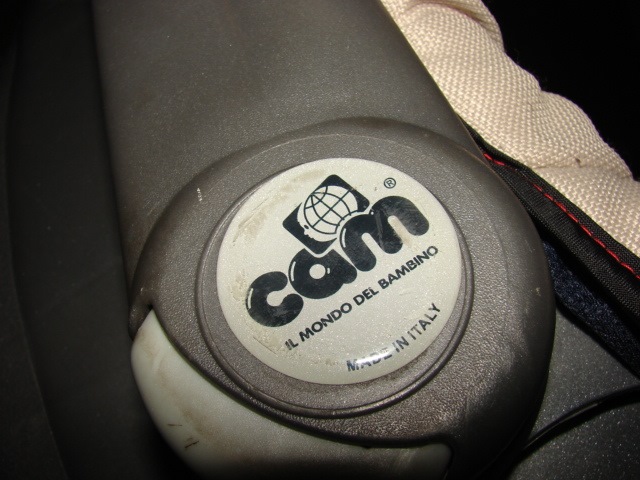 ®
cam
IL MONDO DEL BAMBINO
MADE IN ITALY